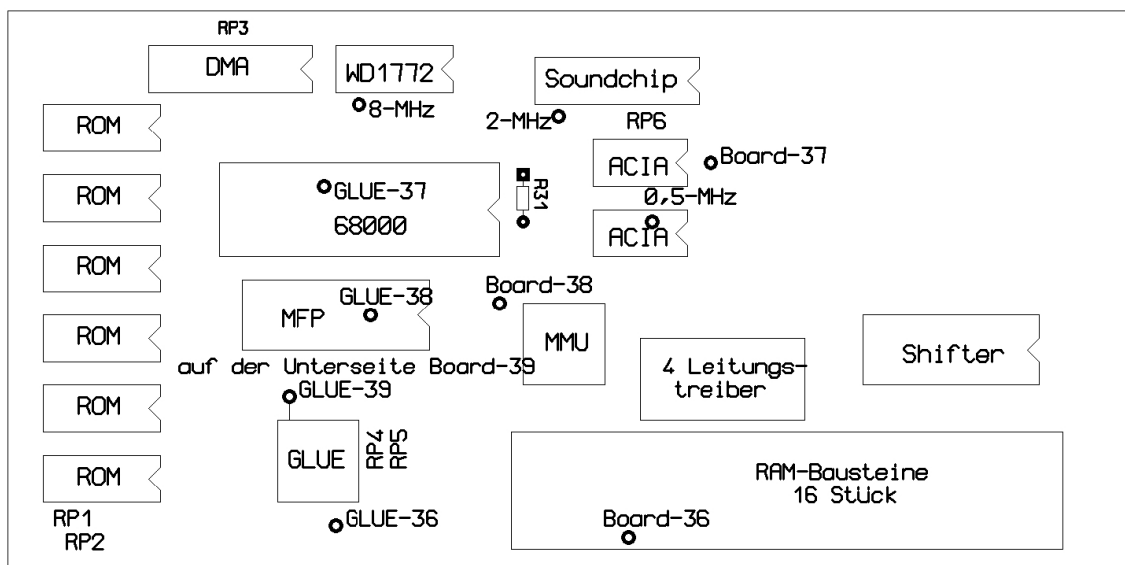 RP3
DMA
WD1772
8-MHz
Soundchip
2-MHz
RP6
ROM
ROM
ROM
ROM
ROM
ROM
RP1
RP2
GLUE-37
68000
R31
ACIA
Board-37
0,5-MHz
ACIA
GLUE-38
MFP
Board-38
MMU
auf der Unterseite Board-39
GLUE-39
GLUE
RP4
RP5
GLUE-36
4 Leitungs-
treiber
Shifter
RAM-Bausteine
16 Stück
Board-36